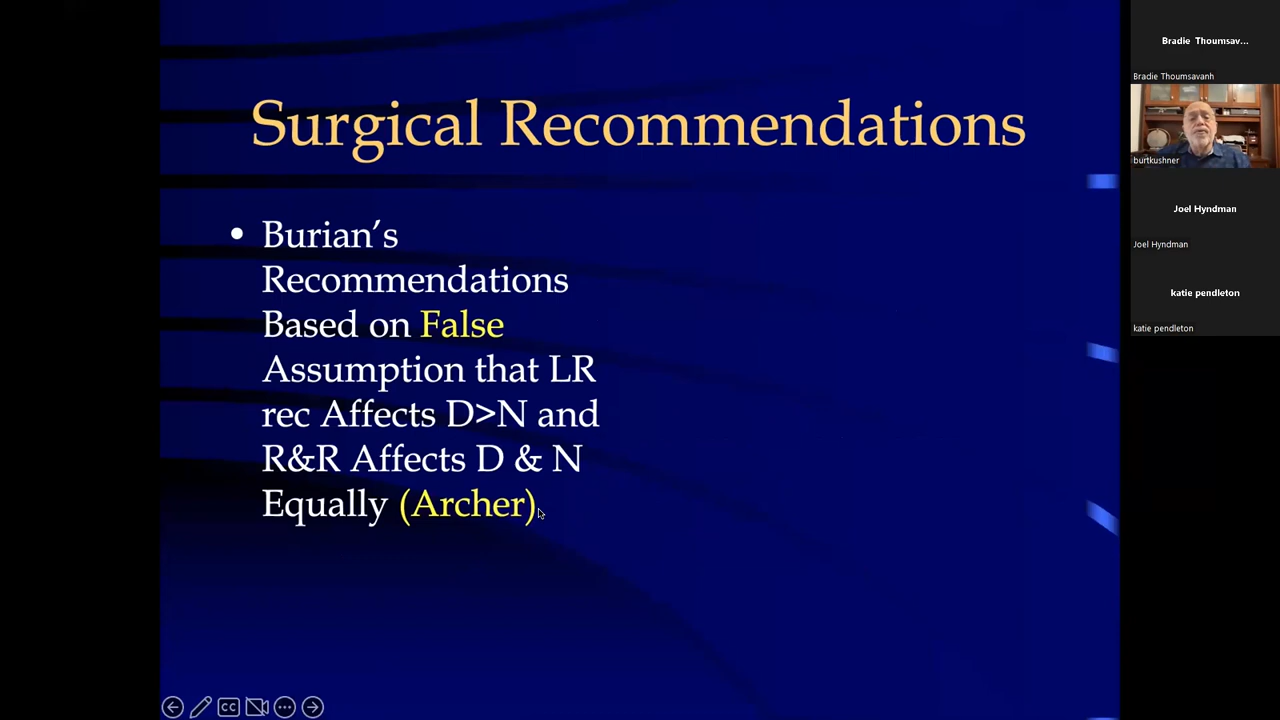 Surgical Recommendations
• Burian’s
Recommendations
Based on False
Assumption that LR
rec Affects D>N and
R&R Affects D & N
Equally (Archer)
Bradie Thoumsav...
Bradie Thoumsavanh
burtkushner
Joel Hyndman
Joel Hyndman
katie pendleton
katie pendleton
CC